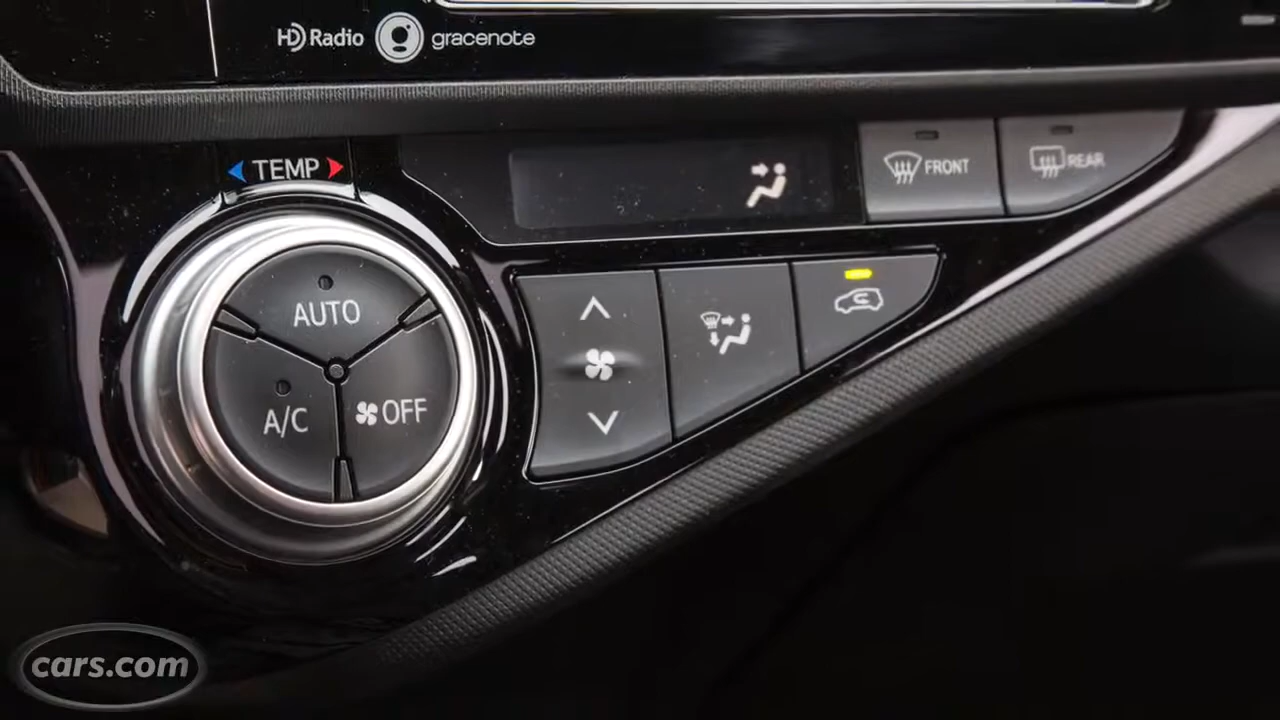 HD Radio gracenote
TEMP
FRONT
REAR
AUTO
A/C
OFF
cars.com